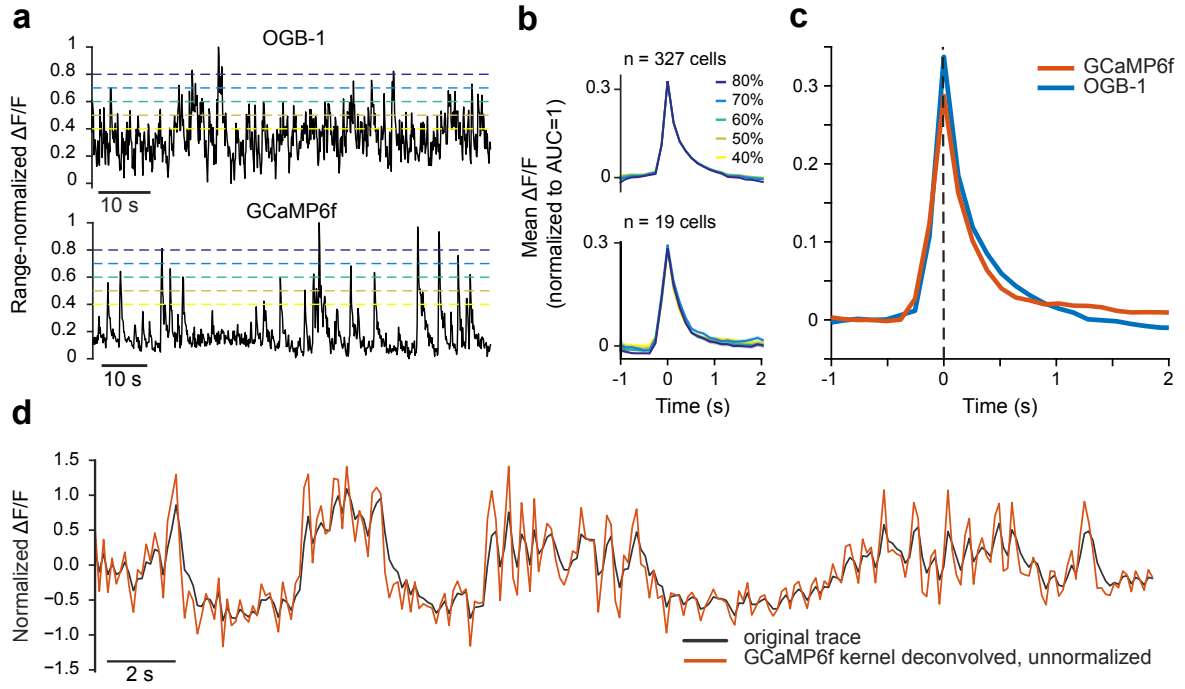 a
OGB-1
Range-normalized ΔF/F
1
0.8
0.6
0.4
0.2
0
10 s
GCaMP6f
1
0.8
0.6
0.4
0.2
0
10 s
b
n = 327 cells
80%
70%
60%
50%
40%
0.3
0
Mean ΔF/F
(normalized to AUC=1)
n = 19 cells
0.3
0
-1 0 1 2
Time (s)
c
GCaMP6f
OGB-1
0.3
0.2
0.1
0
-1 0 1 2
Time (s)
d
Normalized ΔF/F
1.5
1.0
0.5
0.0
−0.5
−1.0
−1.5
2 s
original trace
GCaMP6f kernel deconvolved, unnormalized